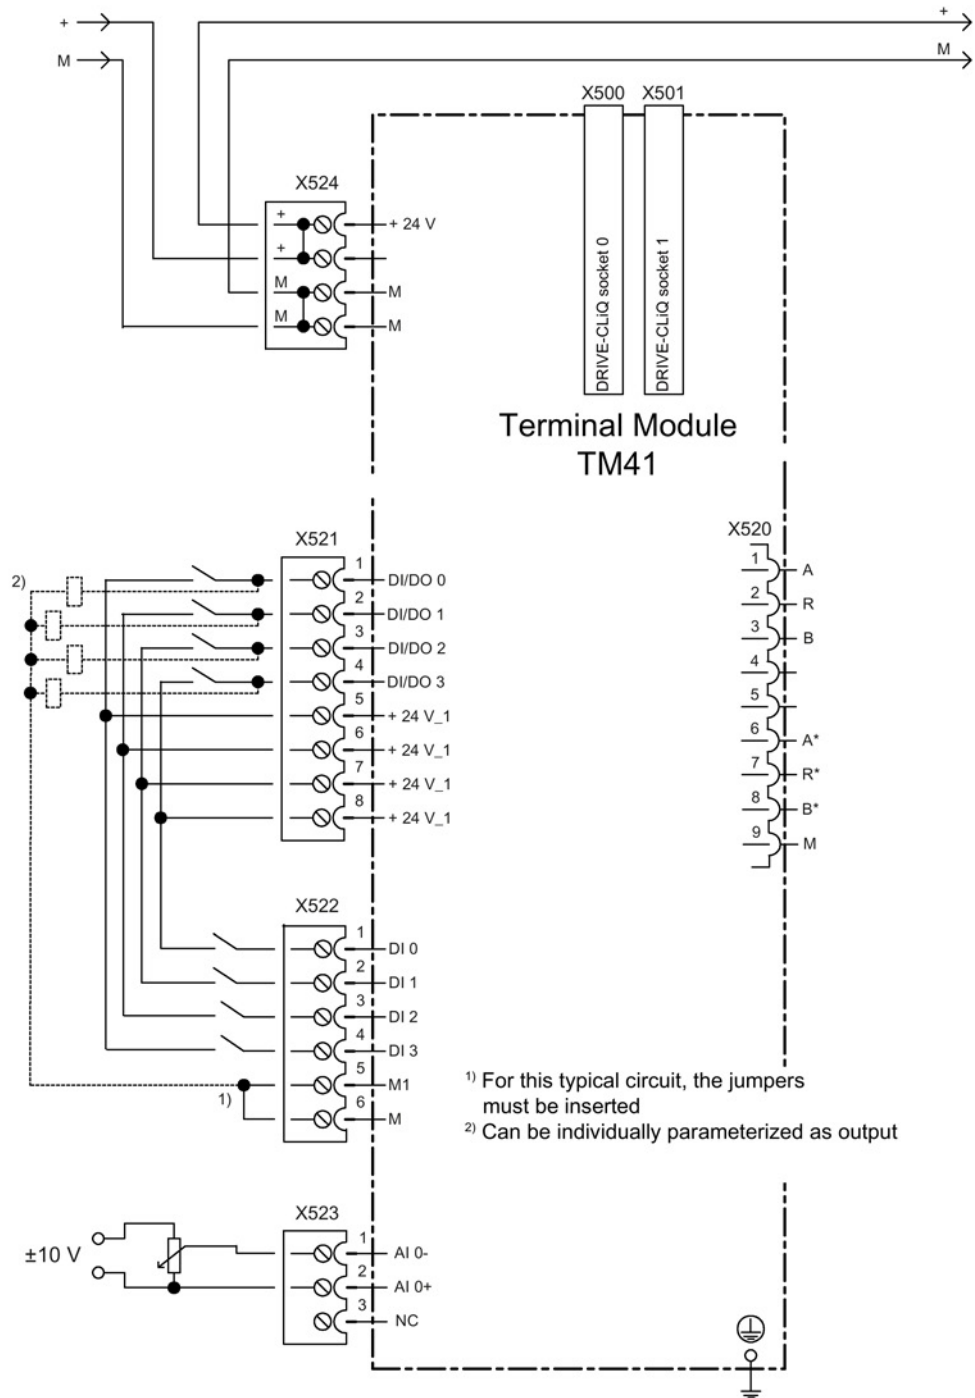 +
+
M
M
X500 X501
DRIVE-CLiQ socket 0
DRIVE-CLiQ socket 1
X524
+
+ 24 V
+
M
M
M
M
Terminal Module
TM41
X521
2)
1
DI/DO 0
2
DI/DO 1
3
DI/DO 2
4
DI/DO 3
5
+ 24 V_1
6
+ 24 V_1
7
+ 24 V_1
8
+ 24 V_1
X520
1
A
2
R
3
B
4
5
6
A*
7
R*
8
B*
9
M
X522
1
DI 0
2
DI 1
3
DI 2
4
DI 3
5
M1
1)
6
M
1) For this typical circuit, the jumpers
must be inserted
2) Can be individually parameterized as output
X523
±10 V
1
AI 0-
2
AI 0+
3
NC